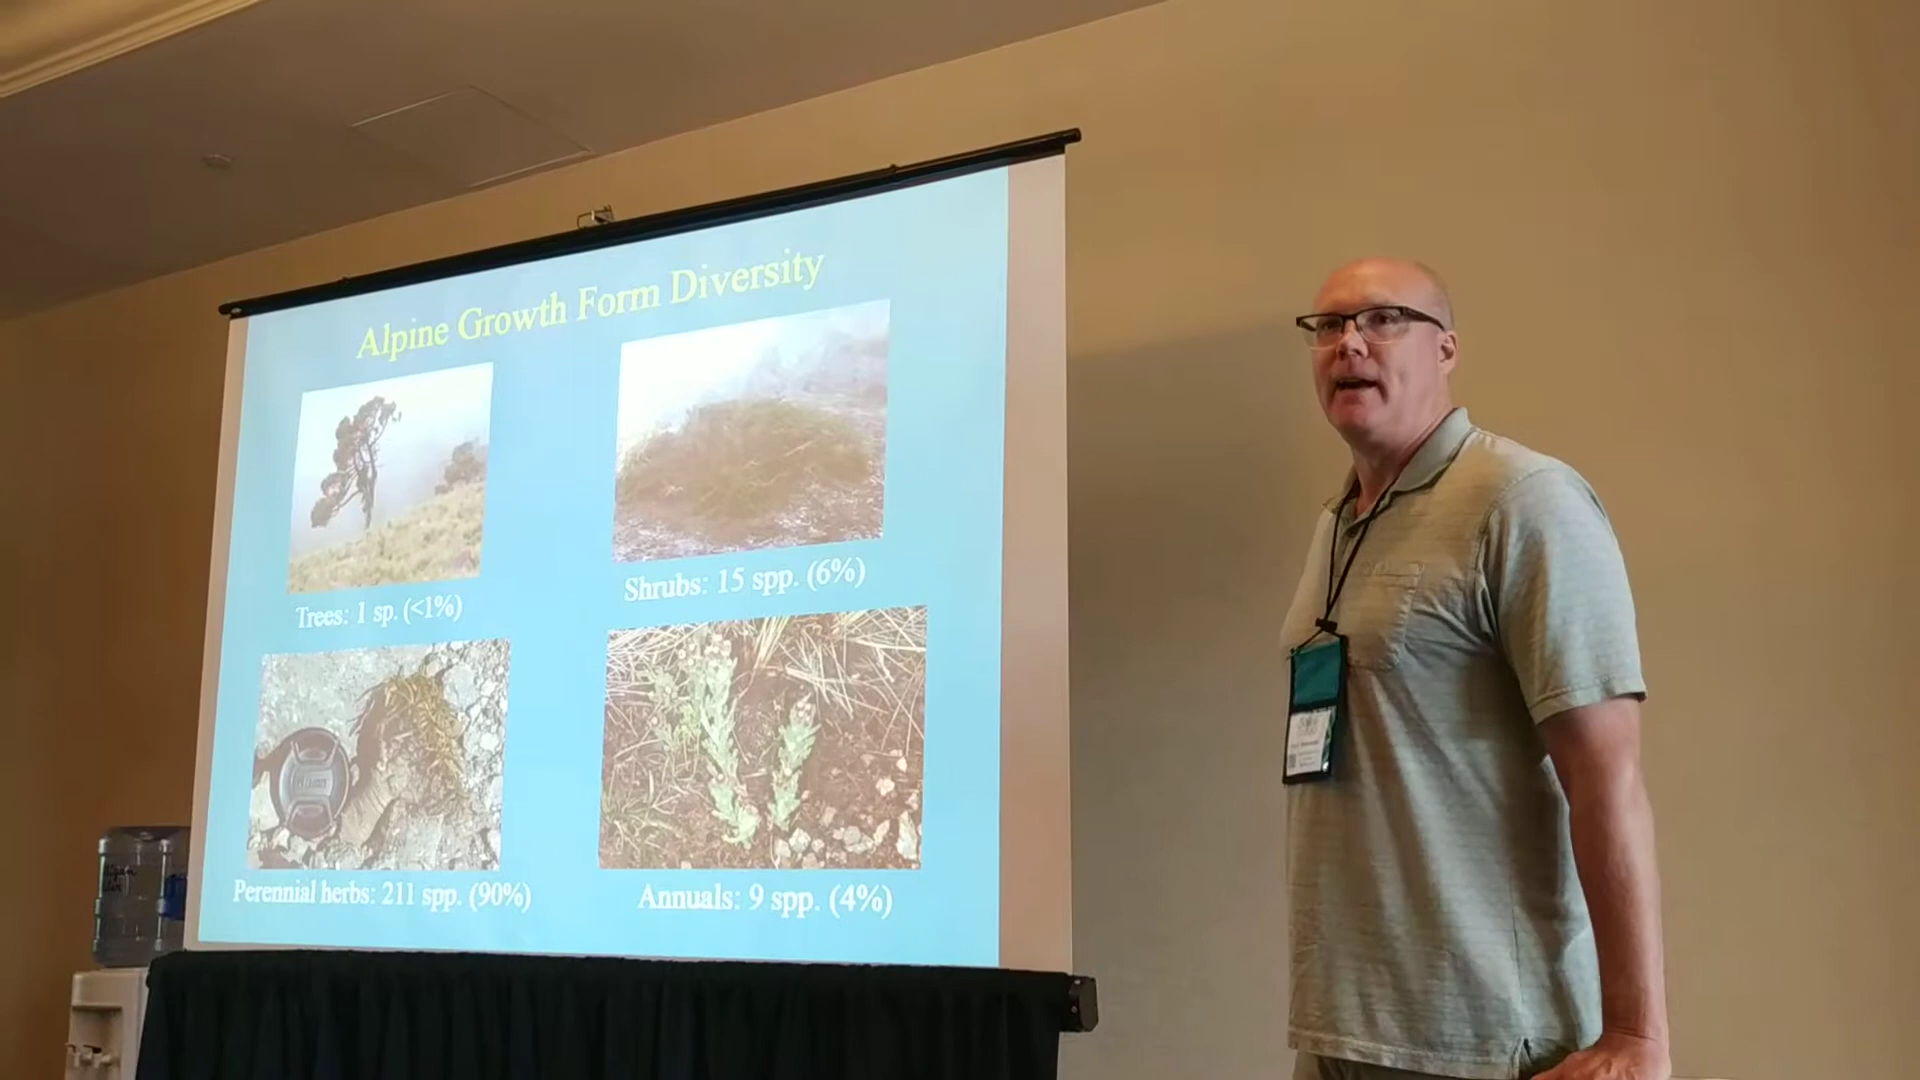 Alpine Growth Form Diversity
Trees: 1 sp. (<1%)
Shrubs: 15 spp. (6%)
Perennial herbs: 211 spp. (90%)
Annuals: 9 spp. (4%)